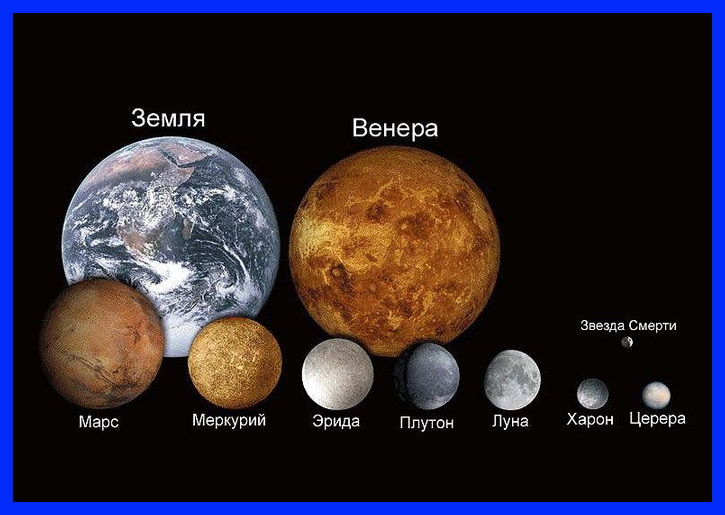 Земля
Венера
Звезда Смерти
Марс
Меркурий
Эрида
Плутон
Луна
Харон
Церера